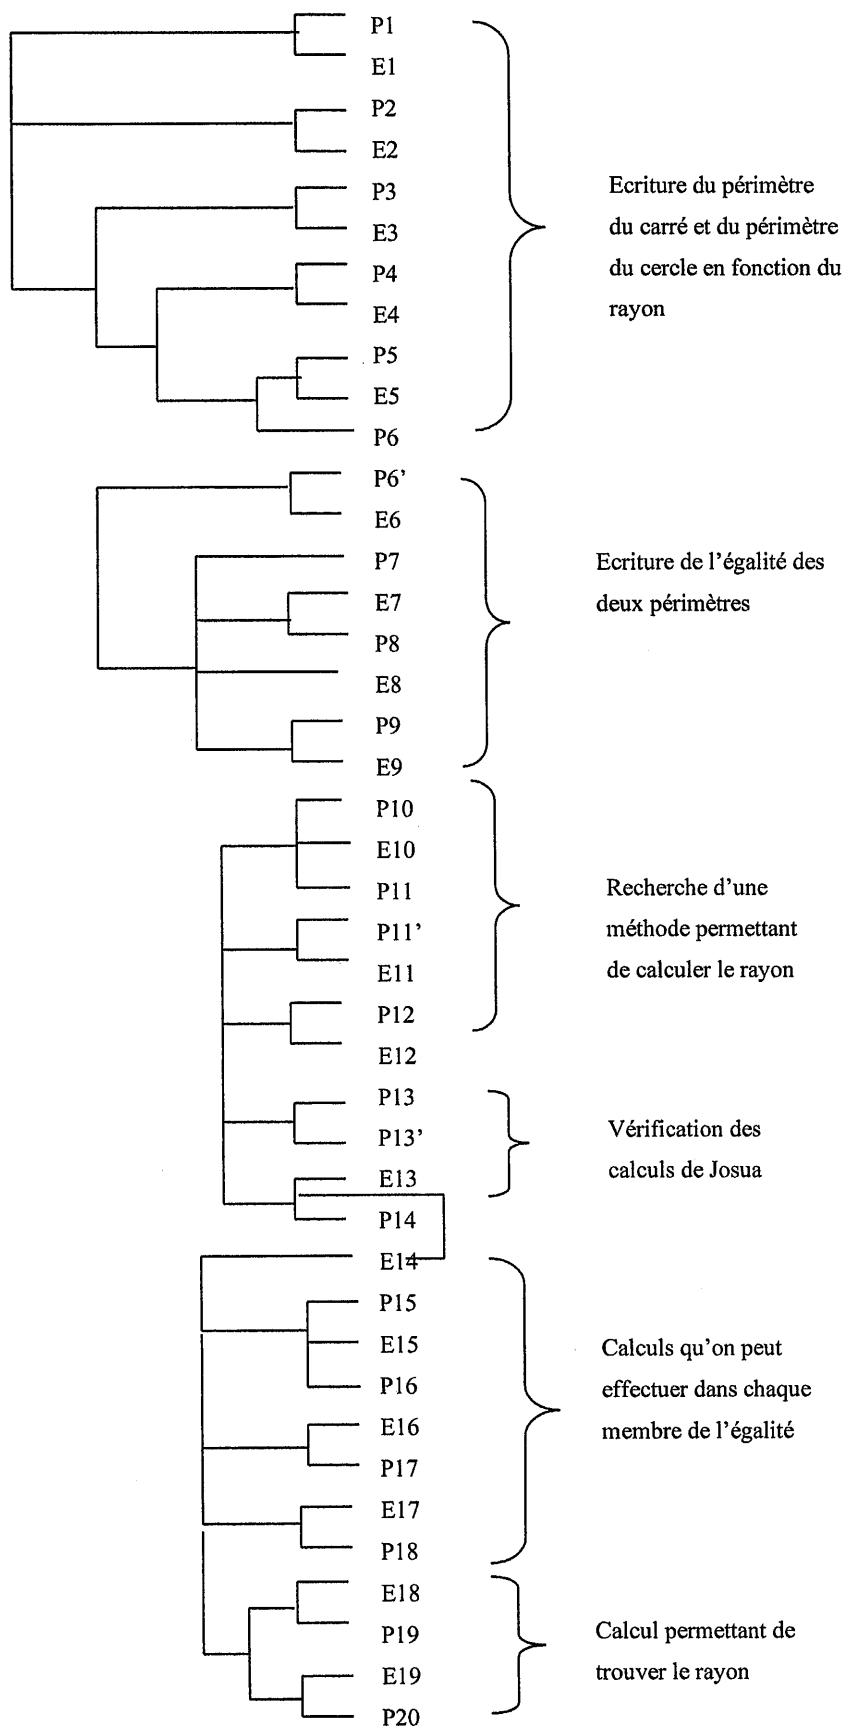 P1
E1
P2
E2
P3
E3
P4
E4
P5
E5
P6
Ecriture du périmètre
du carré et du périmètre
du cercle en fonction du
rayon
P6’
E6
P7
E7
P8
E8
P9
E9
Ecriture de l’égalité des
deux périmètres
P10
E10
P11
P11’
E11
P12
E12
Recherche d’une
méthode permettant
de calculer le rayon
P13
P13’
E13
P14
Vérification des
calculs de Josua
E14
P15
E15
P16
E16
P17
E17
P18
Calculs qu’on peut
effectuer dans chaque
membre de l’égalité
E18
P19
E19
P20
Calcul permettant de
trouver le rayon